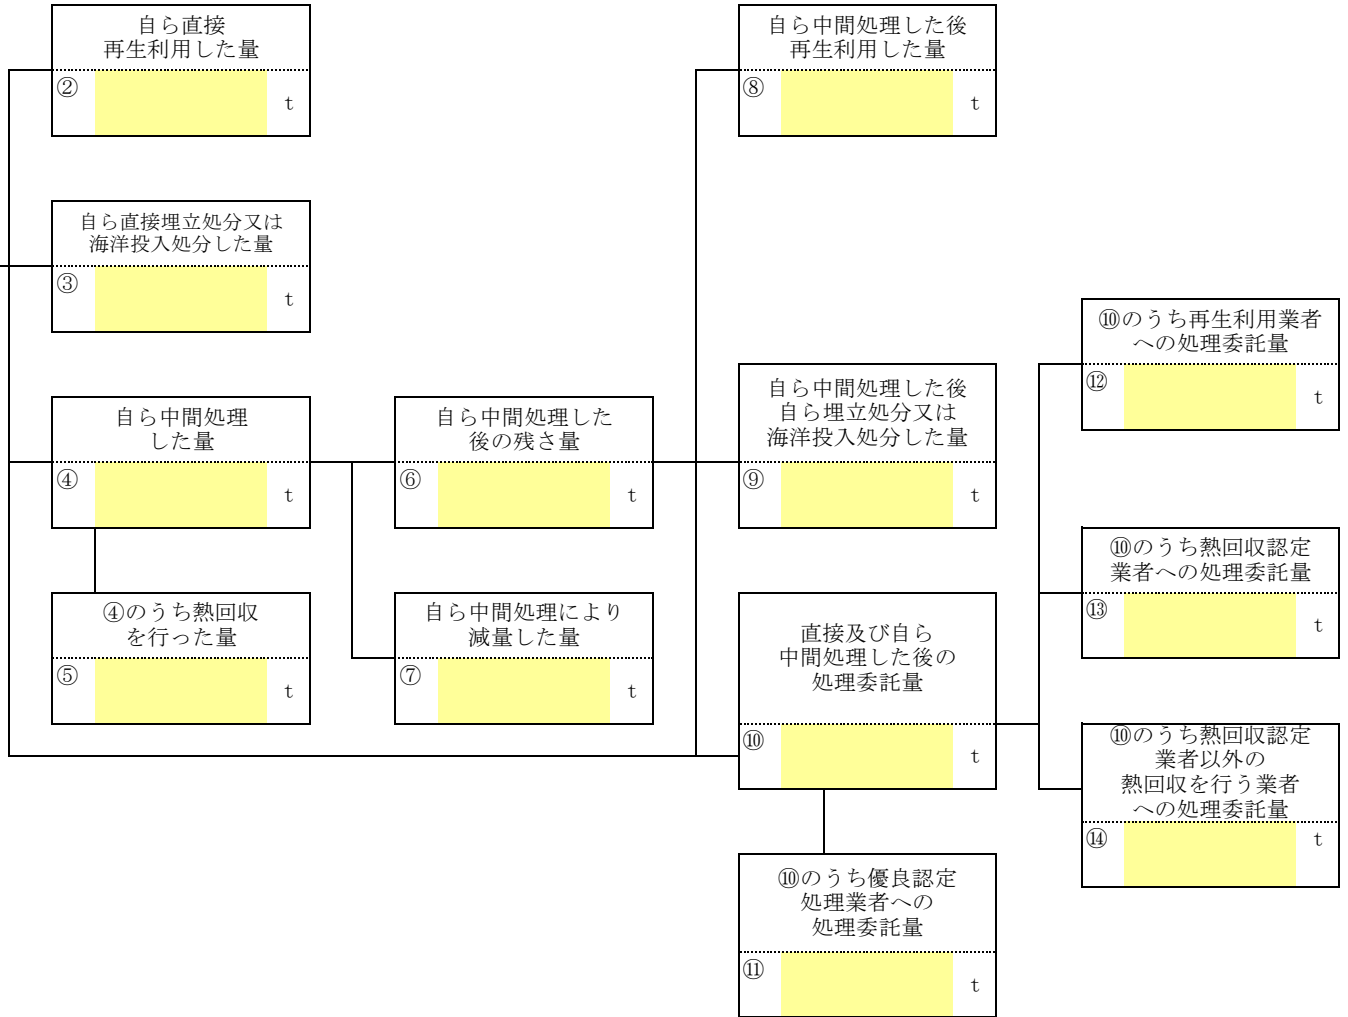 自ら直接
再生利用した量
② t
自ら中間処理した後
再生利用した量
⑧ t
自ら直接埋立処分又は
海洋投入処分した量
③ t
⑩のうち再生利用業者
への処理委託量
⑫ t
自ら中間処理
した量
④ t
自ら中間処理した
後の残さ量
⑥ t
自ら中間処理した後
自ら埋立処分又は
海洋投入処分した量
⑨ t
⑩のうち熱回収認定
業者への処理委託量
⑬ t
④のうち熱回収
を行った量
⑤ t
自ら中間処理により
減量した量
⑦ t
直接及び自ら
中間処理した後の
処理委託量
⑩ t
⑩のうち熱回収認定
業者以外の
熱回収を行う業者
への処理委託量
⑭ t
⑩のうち優良認定
処理業者への
処理委託量
⑪ t